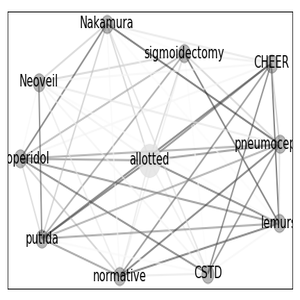 Nakamura
sigmoidectomy
CHEER
Neoveil
pneumocep
operidol
allotted
lemurs
putida
normative
CSTD